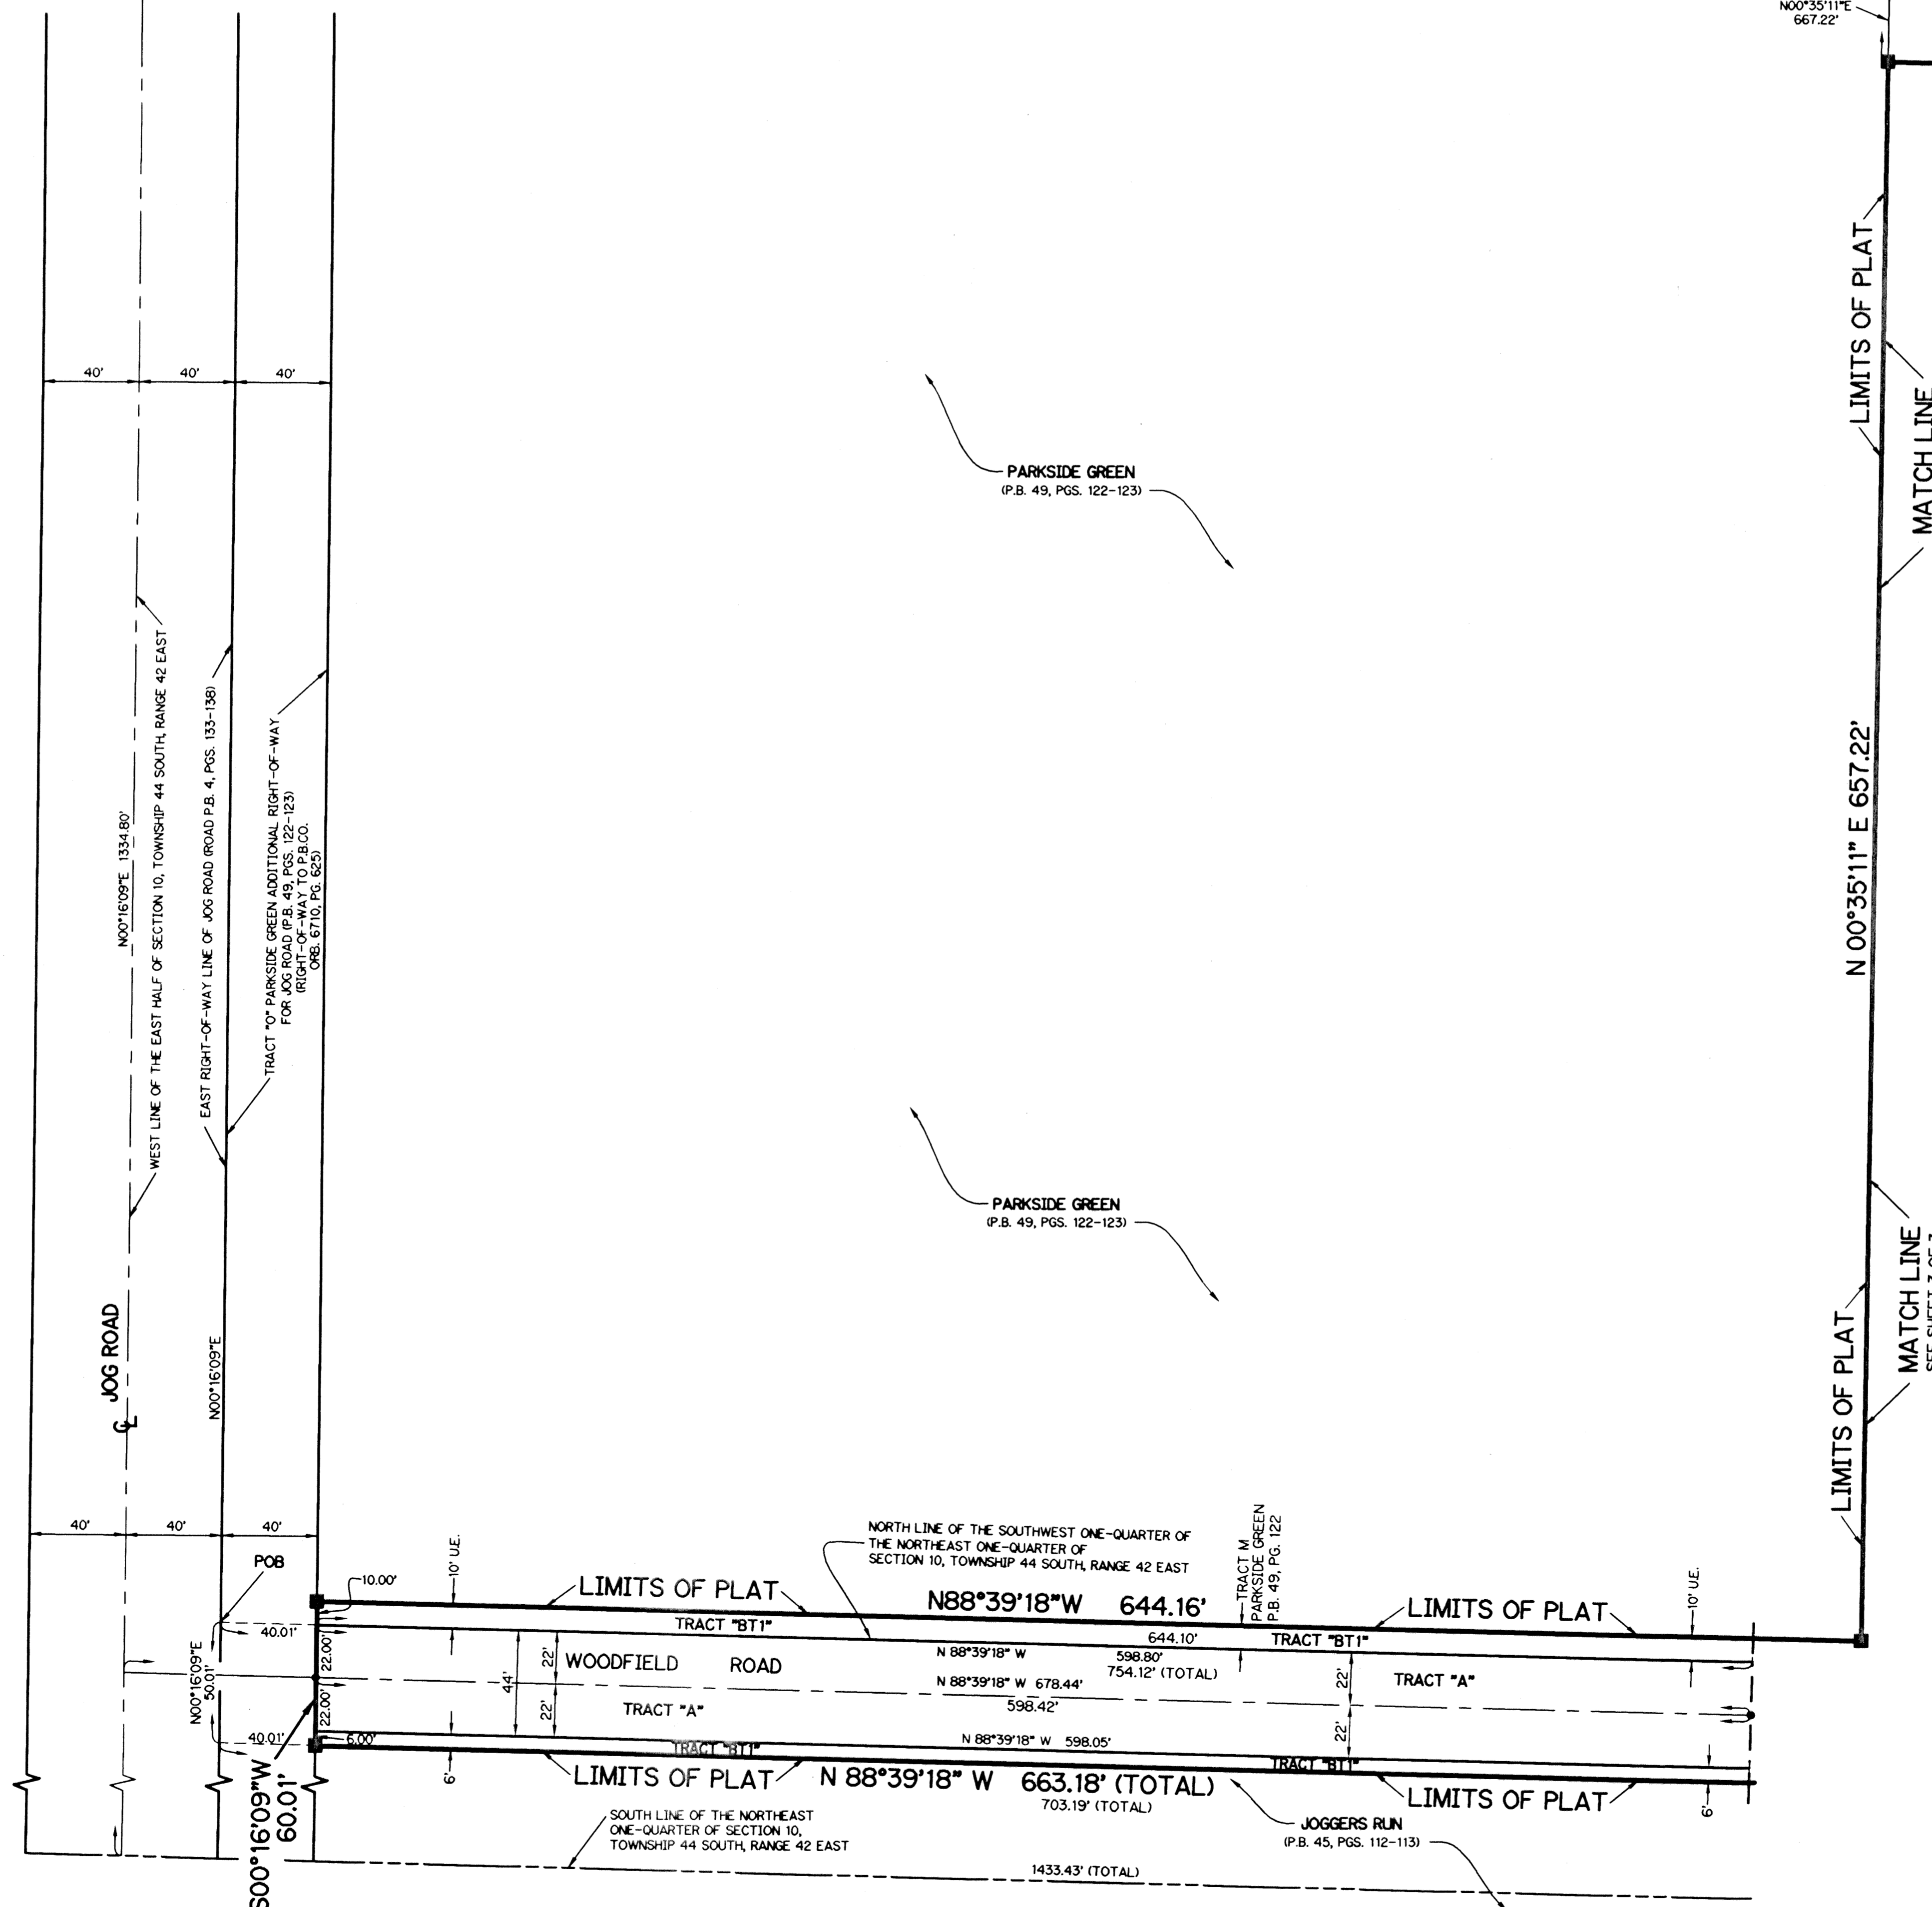 N00°35'11"E
667.22'
LIMITS OF PLAT
MATCH LINE
40'
40'
40'
PARKSIDE GREEN
(P.B. 49, PGS. 122-123)
N00°16'09"E 1334.80'
WEST LINE OF THE EAST HALF OF SECTION 10, TOWNSHIP 44 SOUTH, RANGE 42 EAST
EAST RIGHT-OF-WAY LINE OF JOG ROAD (ROAD P.B. 4, PGS. 133-138)
TRACT "O" PARKSIDE GREEN ADDITIONAL RIGHT-OF-WAY
FOR JOG ROAD (P.B. 49, PGS. 122-123)
(RIGHT-OF-WAY TO P.B.CO.
ORB. 6710, PG. 625)
N 00°35'11" E 657.22'
PARKSIDE GREEN
(P.B. 49, PGS. 122-123)
JOG ROAD
N00°16'09"E
LIMITS OF PLAT
MATCH LINE
40'
40'
40'
POB
10.00'
10' U.E.
NORTH LINE OF THE SOUTHWEST ONE-QUARTER OF
THE NORTHEAST ONE-QUARTER OF
SECTION 10, TOWNSHIP 44 SOUTH, RANGE 42 EAST
TRACT M
PARKSIDE GREEN
P.B. 49, PG. 122
10' U.E.
LIMITS OF PLAT
N88°39'18"W 644.16'
LIMITS OF PLAT
40.01'
TRACT "BT1"
644.10'
TRACT "BT1"
N00°16'09"E
50.01'
22.00'
22.00'
44'
22'
22'
WOODFIELD ROAD
N 88°39'18" W
598.80'
754.12' (TOTAL)
N 88°39'18" W 678.44'
598.42'
22'
22'
TRACT "A"
TRACT "A"
40.01'
6.00'
TRACT "BT1"
N 88°39'18" W 598.05'
TRACT "BT1"
6'
LIMITS OF PLAT
N 88°39'18" W 663.18' (TOTAL)
703.19' (TOTAL)
LIMITS OF PLAT
6'
S00°16'09"W
60.01'
SOUTH LINE OF THE NORTHEAST
ONE-QUARTER OF SECTION 10,
TOWNSHIP 44 SOUTH, RANGE 42 EAST
JOGGERS RUN
(P.B. 45, PGS. 112-113)
1433.43' (TOTAL)